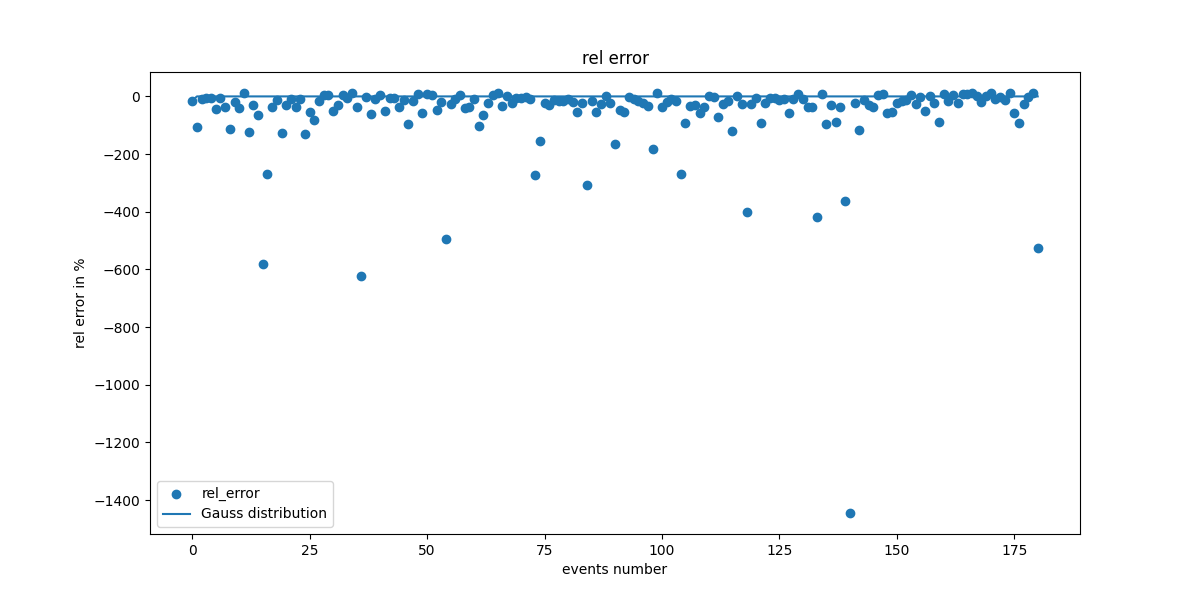 rel error
rel error in %
0
−200
−400
−600
−800
−1000
−1200
−1400
rel_error
Gauss distribution
0 25 50 75 100 125 150 175
events number